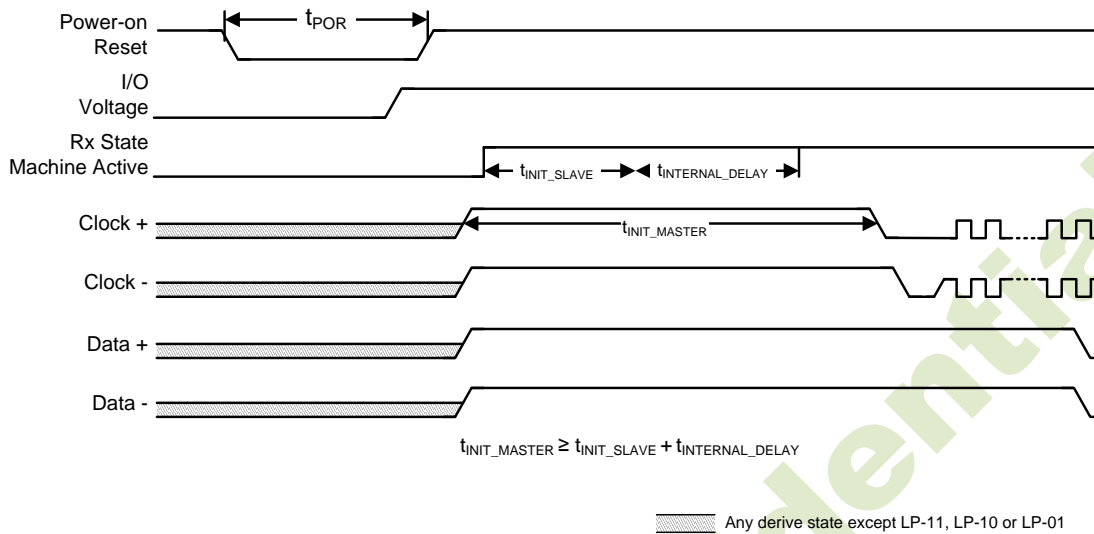 Power-on
Reset
tPOR
I/O
Voltage
Rx State
Machine Active
tINIT_SLAVE
tINTERNAL_DELAY
Clock +
tINIT_MASTER
Clock -
Data +
Data -
tINIT_MASTER ≥ tINIT_SLAVE + tINTERNAL_DELAY
Any derive state except LP-11, LP-10 or LP-01
dential